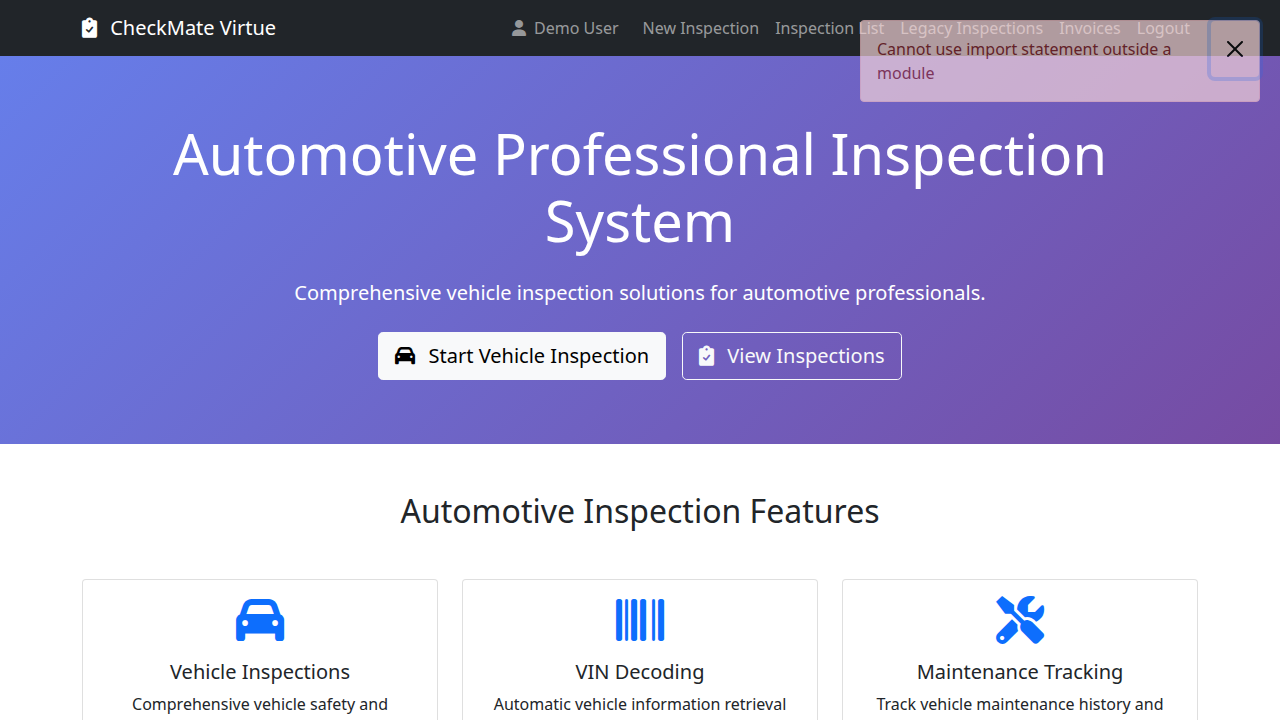 CheckMate Virtue
Demo User
New Inspection
Inspection List
Legacy Inspections
Invoices
Logout
Cannot use import statement outside a
module
Automotive Professional Inspection
System
Comprehensive vehicle inspection solutions for automotive professionals.
Start Vehicle Inspection
View Inspections
Automotive Inspection Features
Vehicle Inspections
Comprehensive vehicle safety and
VIN Decoding
Automatic vehicle information retrieval
Maintenance Tracking
Track vehicle maintenance history and